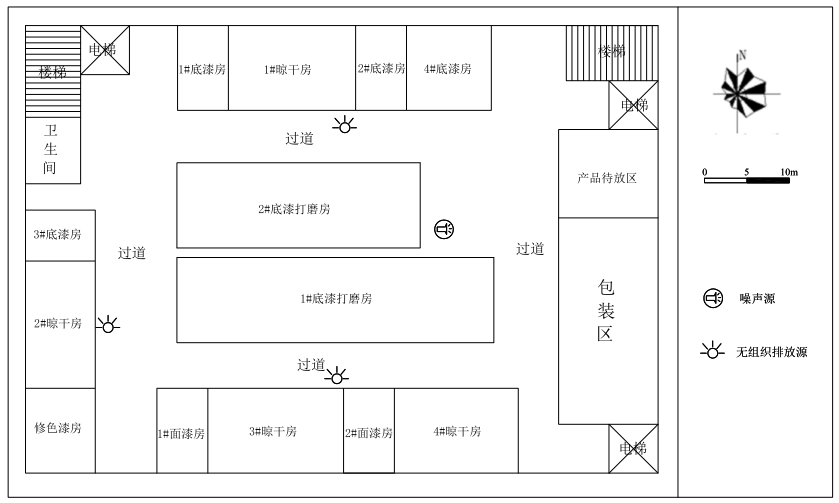 楼梯
电梯
1#底漆房
1#晾干房
2#底漆房
4#底漆房
楼梯
N
电梯
卫生间
过道
产品待放区
0 5 10m
2#底漆打磨房
3#底漆房
过道
过道
1#底漆打磨房
包装区
噪声源
2#晾干房
无组织排放源
过道
修色漆房
1#面漆房
3#晾干房
2#面漆房
4#晾干房
电梯